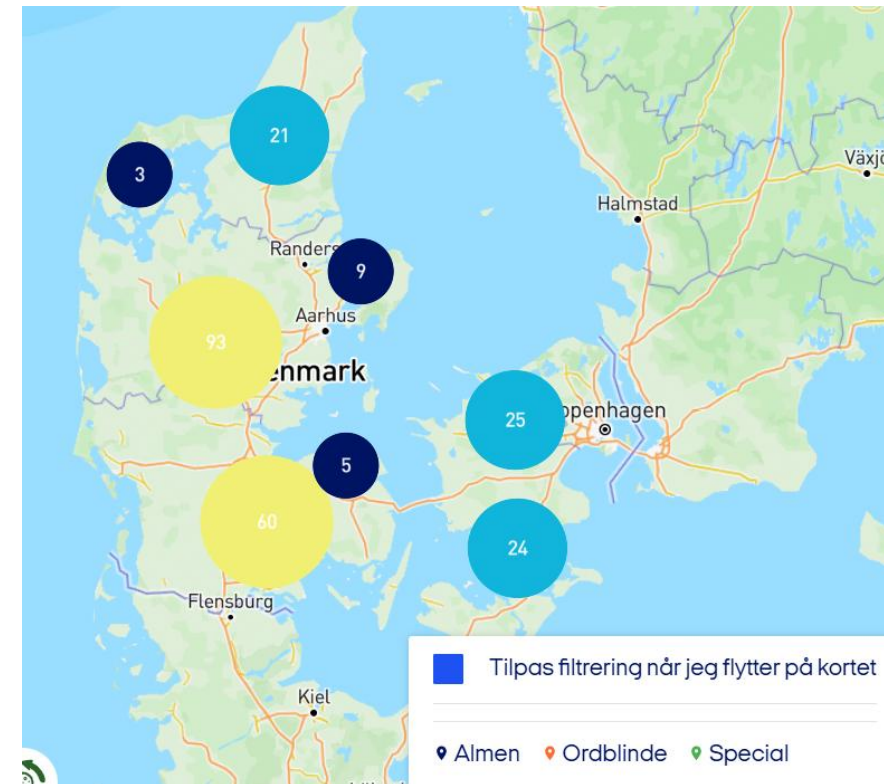 21
3
Växjö
Halmstad
Randers
9
Aarhus
93
enmark
ppenhagen
25
5
60
24
Flensburg
Tilpas filtrering når jeg flytter på kortet
Kiel
Almen Ordblinde Special